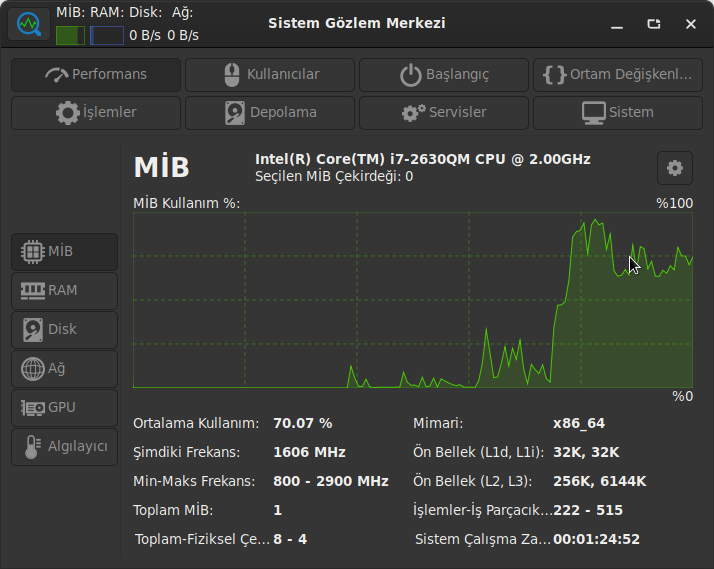 MİB: RAM: Disk: Ağ:
0 B/s 0 B/s
Sistem Gözlem Merkezi
Performans
Kullanıcılar
Başlangıç
Ortam Değişkenl...
İşlemler
Depolama
Servisler
Sistem
MİB
RAM
Disk
Ağ
GPU
Algılayıcı
MİB
Intel(R) Core(TM) i7-2630QM CPU @ 2.00GHz
Seçilen MİB Çekirdeği: 0
MİB Kullanım %:
%100
%0
Ortalama Kullanım: 70.07 %
Mimari: x86_64
Şimdiki Frekans: 1606 MHz
Ön Bellek (L1d, L1i): 32K, 32K
Min-Maks Frekans: 800 - 2900 MHz
Ön Bellek (L2, L3): 256K, 6144K
Toplam MİB: 1
İşlemler-İş Parçacık... 222 - 515
Toplam-Fiziksel Çe... 8 - 4
Sistem Çalışma Za... 00:01:24:52